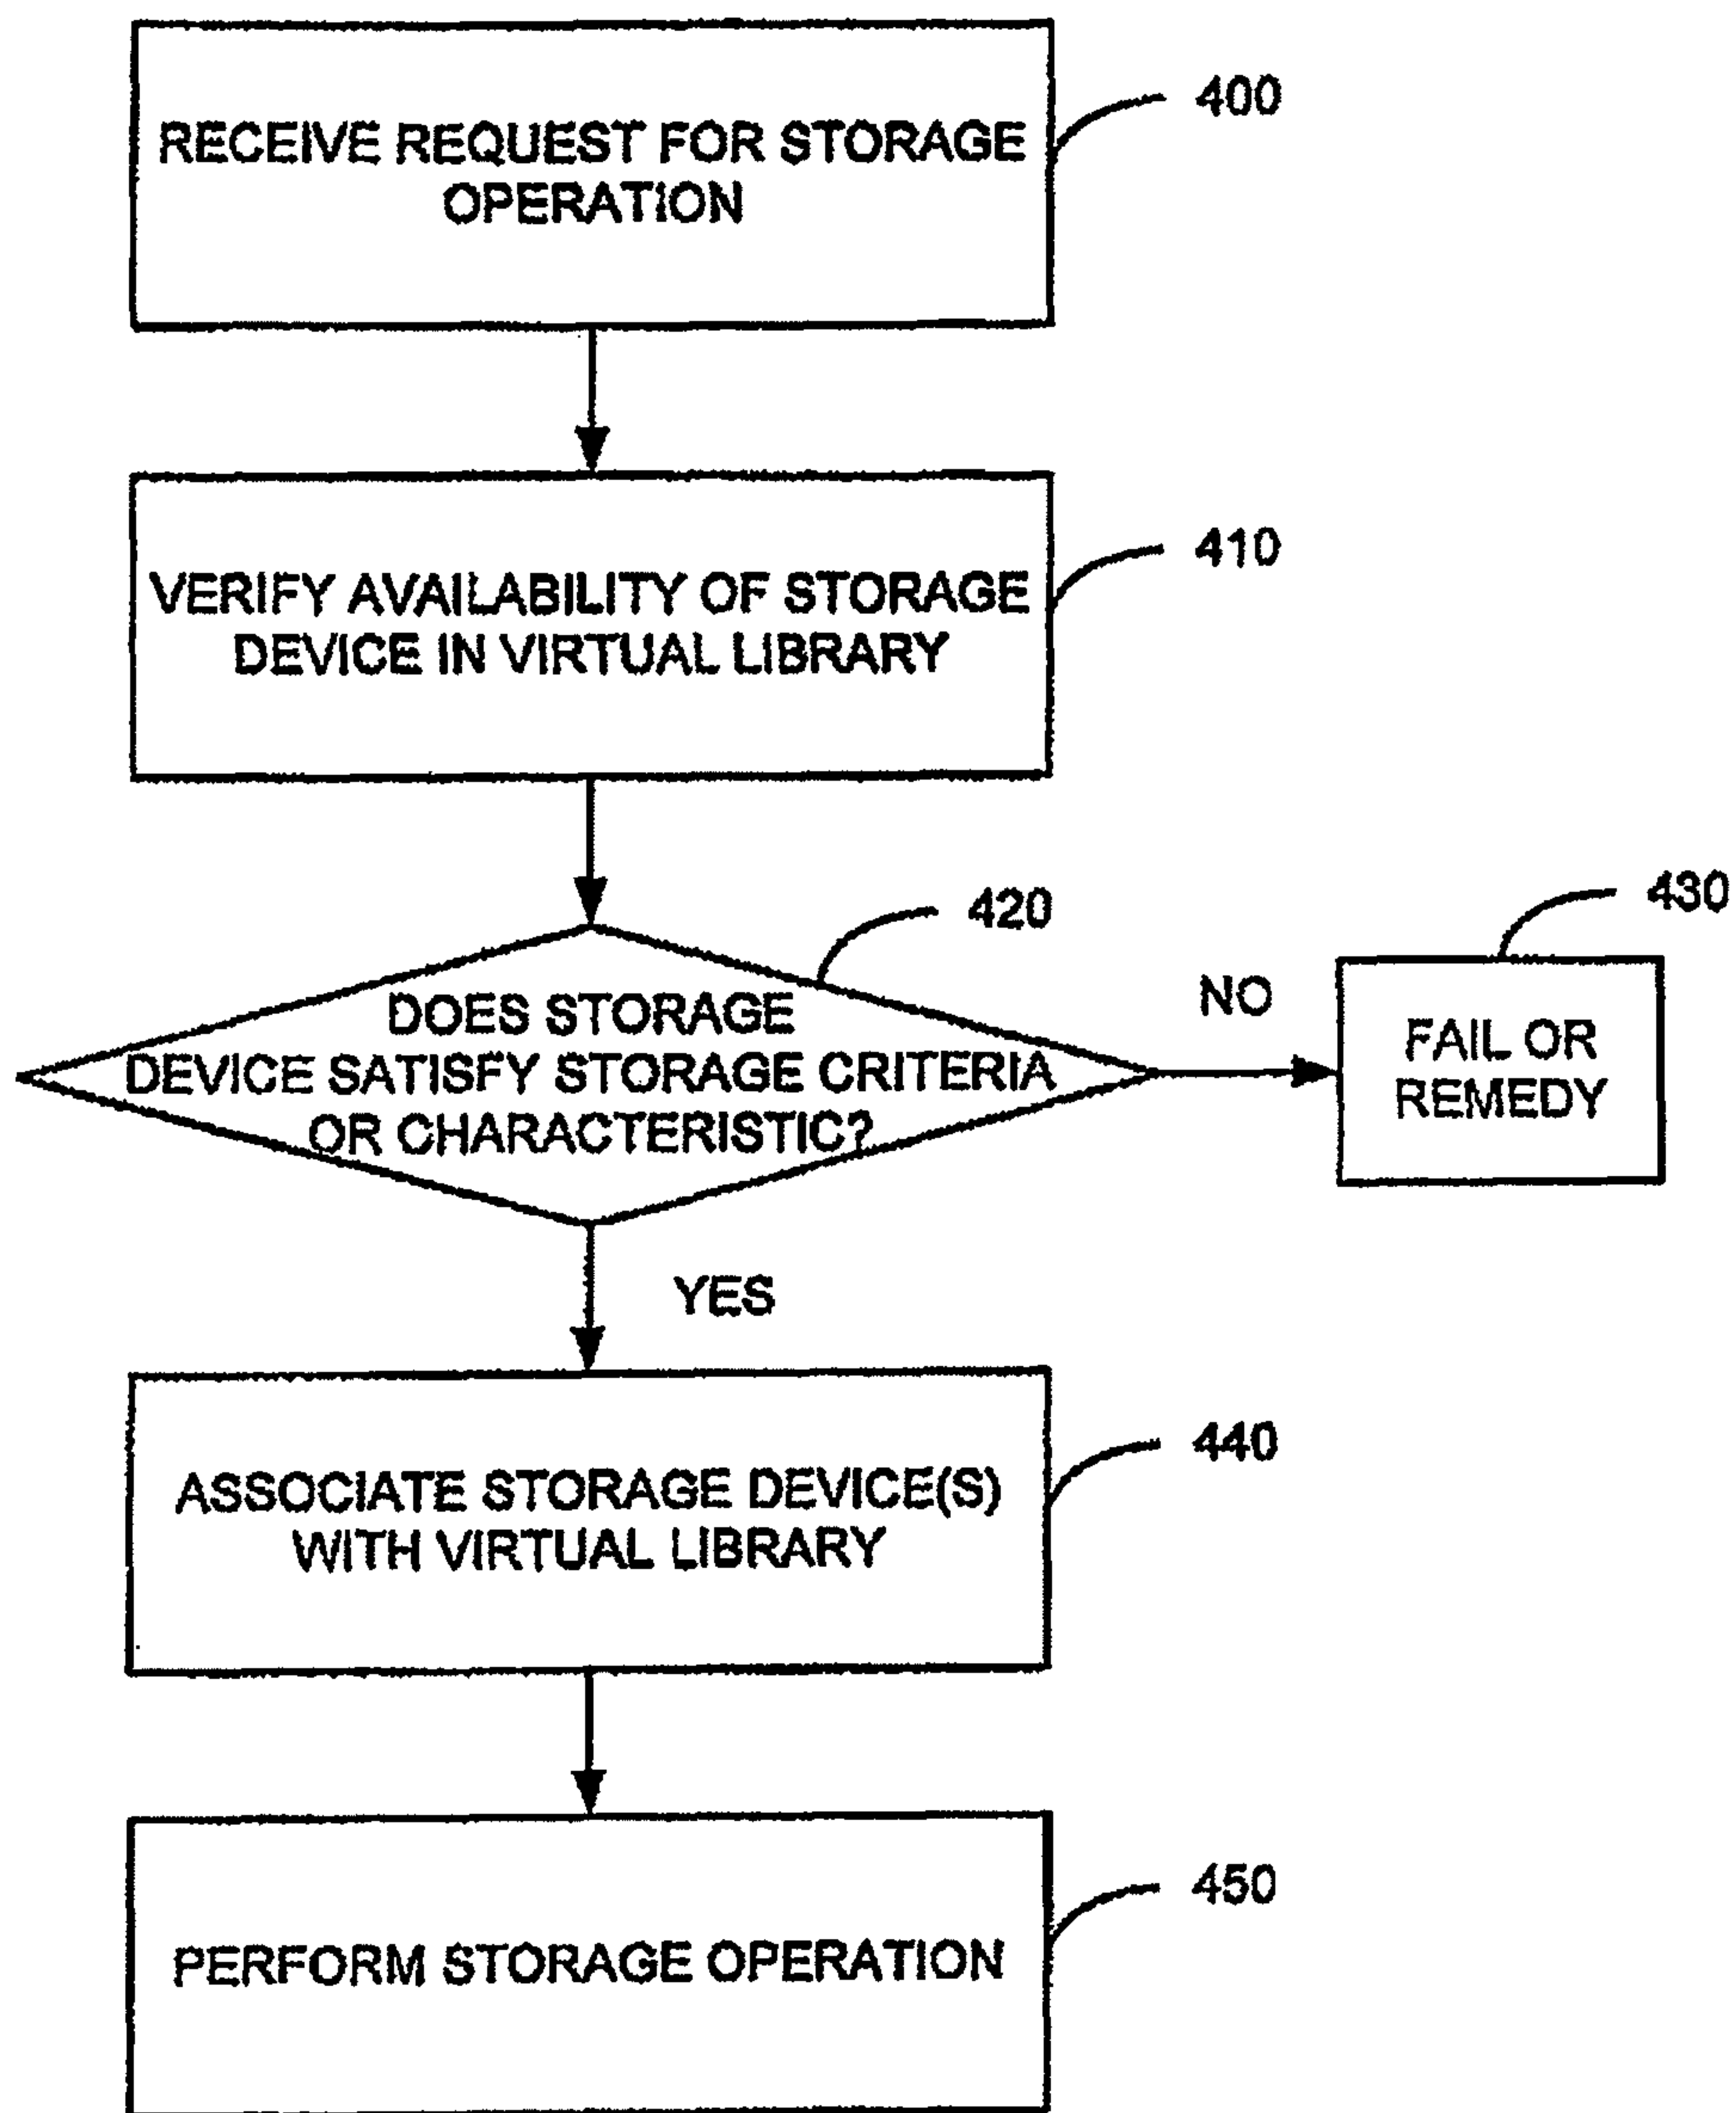 RECEIVE REQUEST FOR STORAGE
OPERATION
400
VERIFY AVAILABILITY OF STORAGE
DEVICE IN VIRTUAL LIBRARY
410
420
DOES STORAGE
DEVICE SATISFY STORAGE CRITERIA
OR CHARACTERISTIC?
NO
430
FAIL OR
REMEDY
YES
ASSOCIATE STORAGE DEVICE(S)
WITH VIRTUAL LIBRARY
440
PERFORM STORAGE OPERATION
450